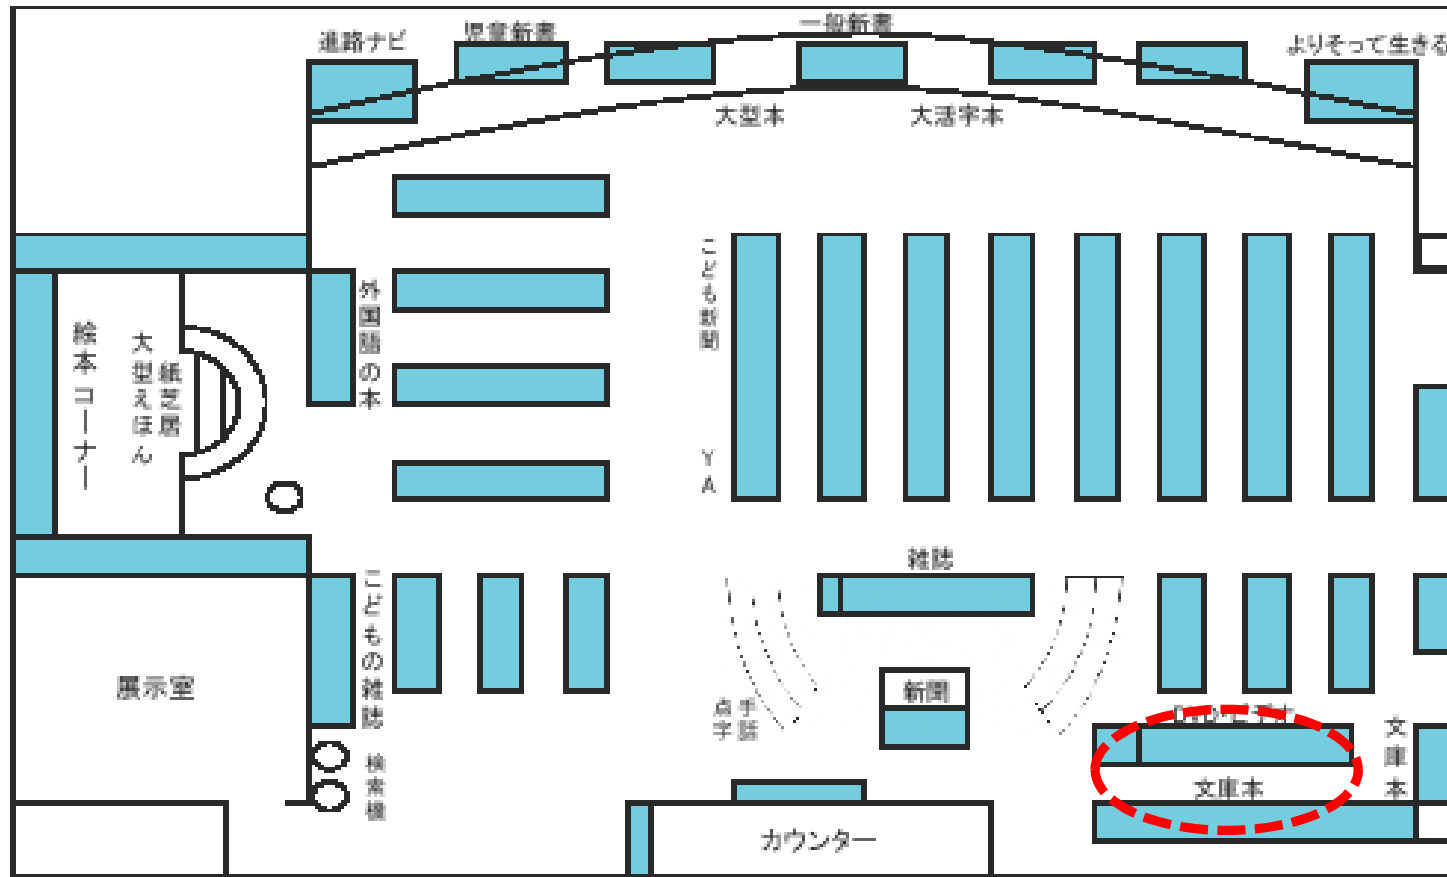 進路ナビ
児童新書
一般新書
よりそって生きる
大型本
大活字本
こども新聞
外国語の本
絵本コーナー
大型えほん
紙芝居
YA
雑誌
こどもの雑誌
展示室
新聞
手話
点字
DVD・ビデオ
文庫本
文庫本
検索機
カウンター